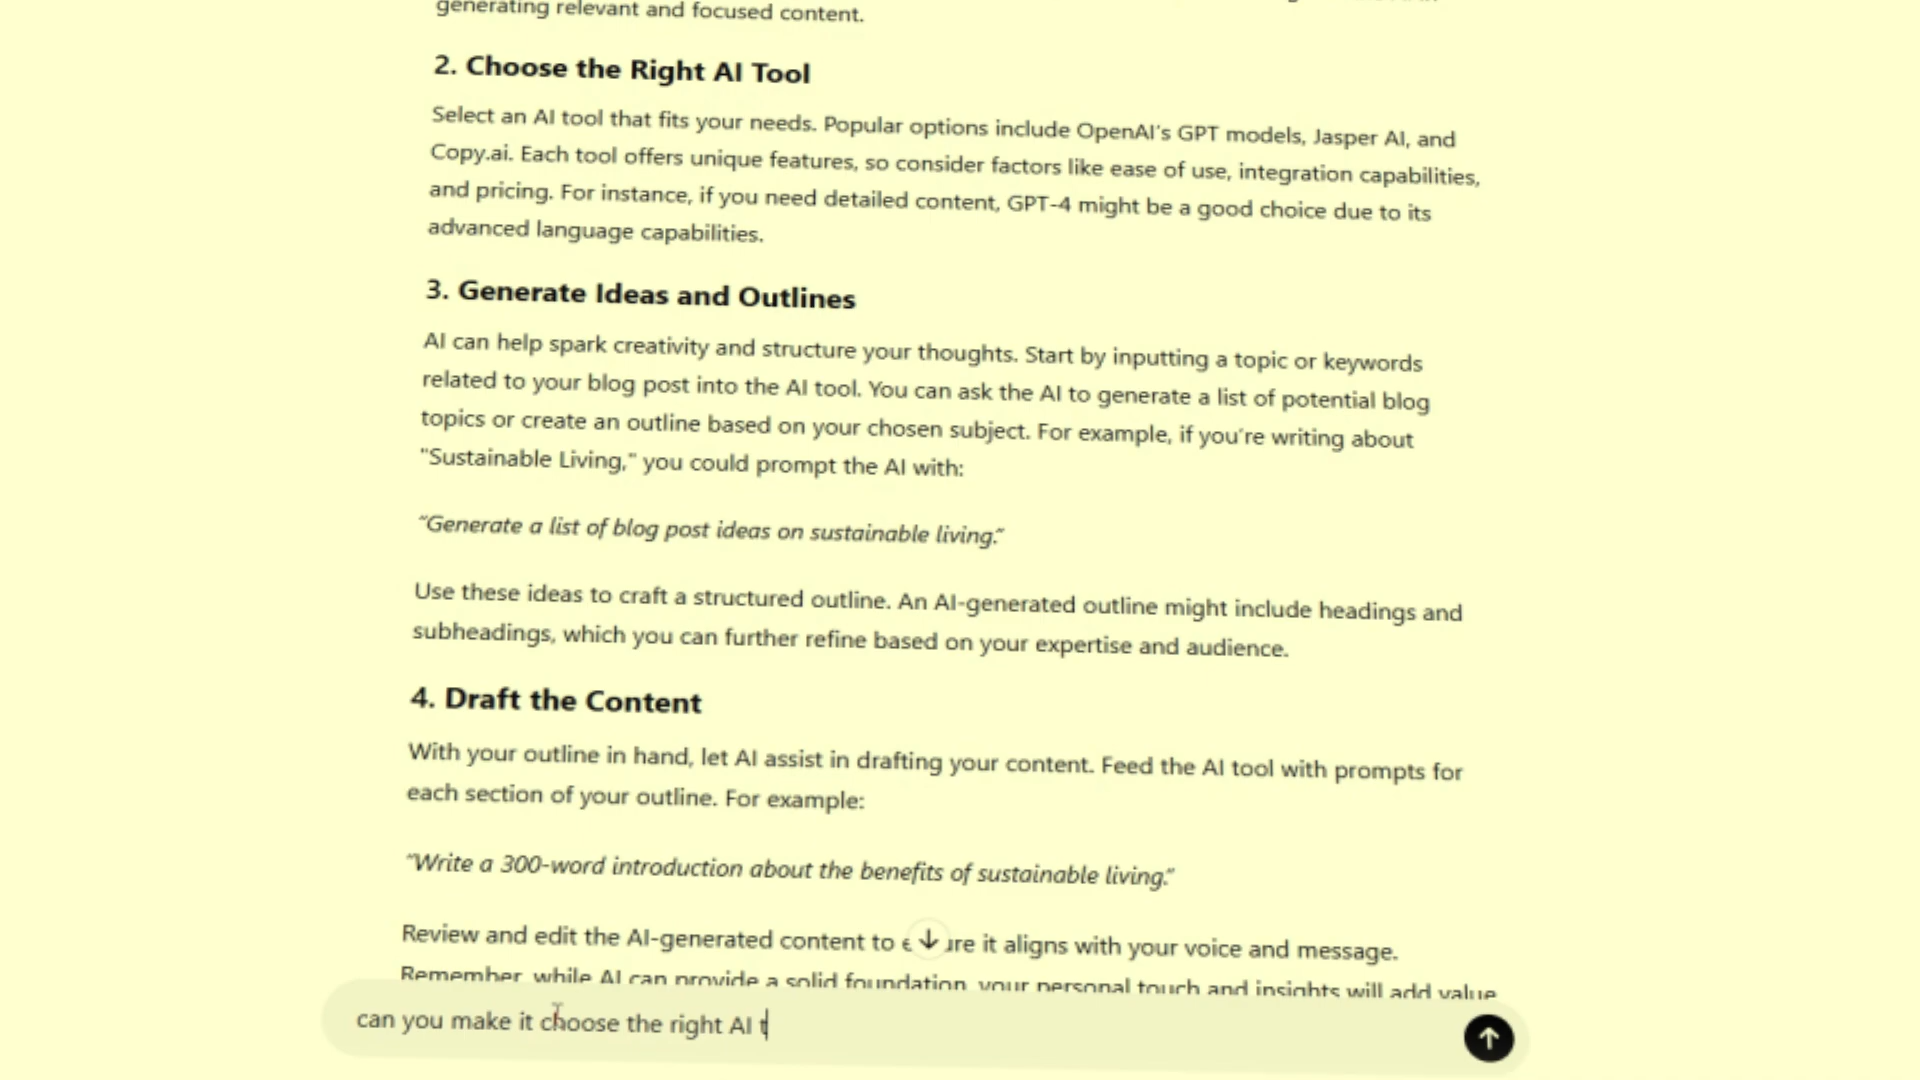 generating relevant and focused content.
2. Choose the Right AI Tool
Select an AI tool that fits your needs. Popular options include OpenAI's GPT models, Jasper AI, and
Copy.ai. Each tool offers unique features, so consider factors like ease of use, integration capabilities,
and pricing. For instance, if you need detailed content, GPT-4 might be a good choice due to its
advanced language capabilities.
3. Generate Ideas and Outlines
AI can help spark creativity and structure your thoughts. Start by inputting a topic or keywords
related to your blog post into the AI tool. You can ask the AI to generate a list of potential blog
topics or create an outline based on your chosen subject. For example, if you're writing about
"Sustainable Living," you could prompt the AI with:
"Generate a list of blog post ideas on sustainable living."
Use these ideas to craft a structured outline. An AI-generated outline might include headings and
subheadings, which you can further refine based on your expertise and audience.
4. Draft the Content
With your outline in hand, let AI assist in drafting your content. Feed the AI tool with prompts for
each section of your outline. For example:
"Write a 300-word introduction about the benefits of sustainable living."
Review and edit the AI-generated content to it aligns with your voice and message.
Remember, while AI can provide a solid foundation, your personal touch and insights will add value
can you make it choose the right AI t